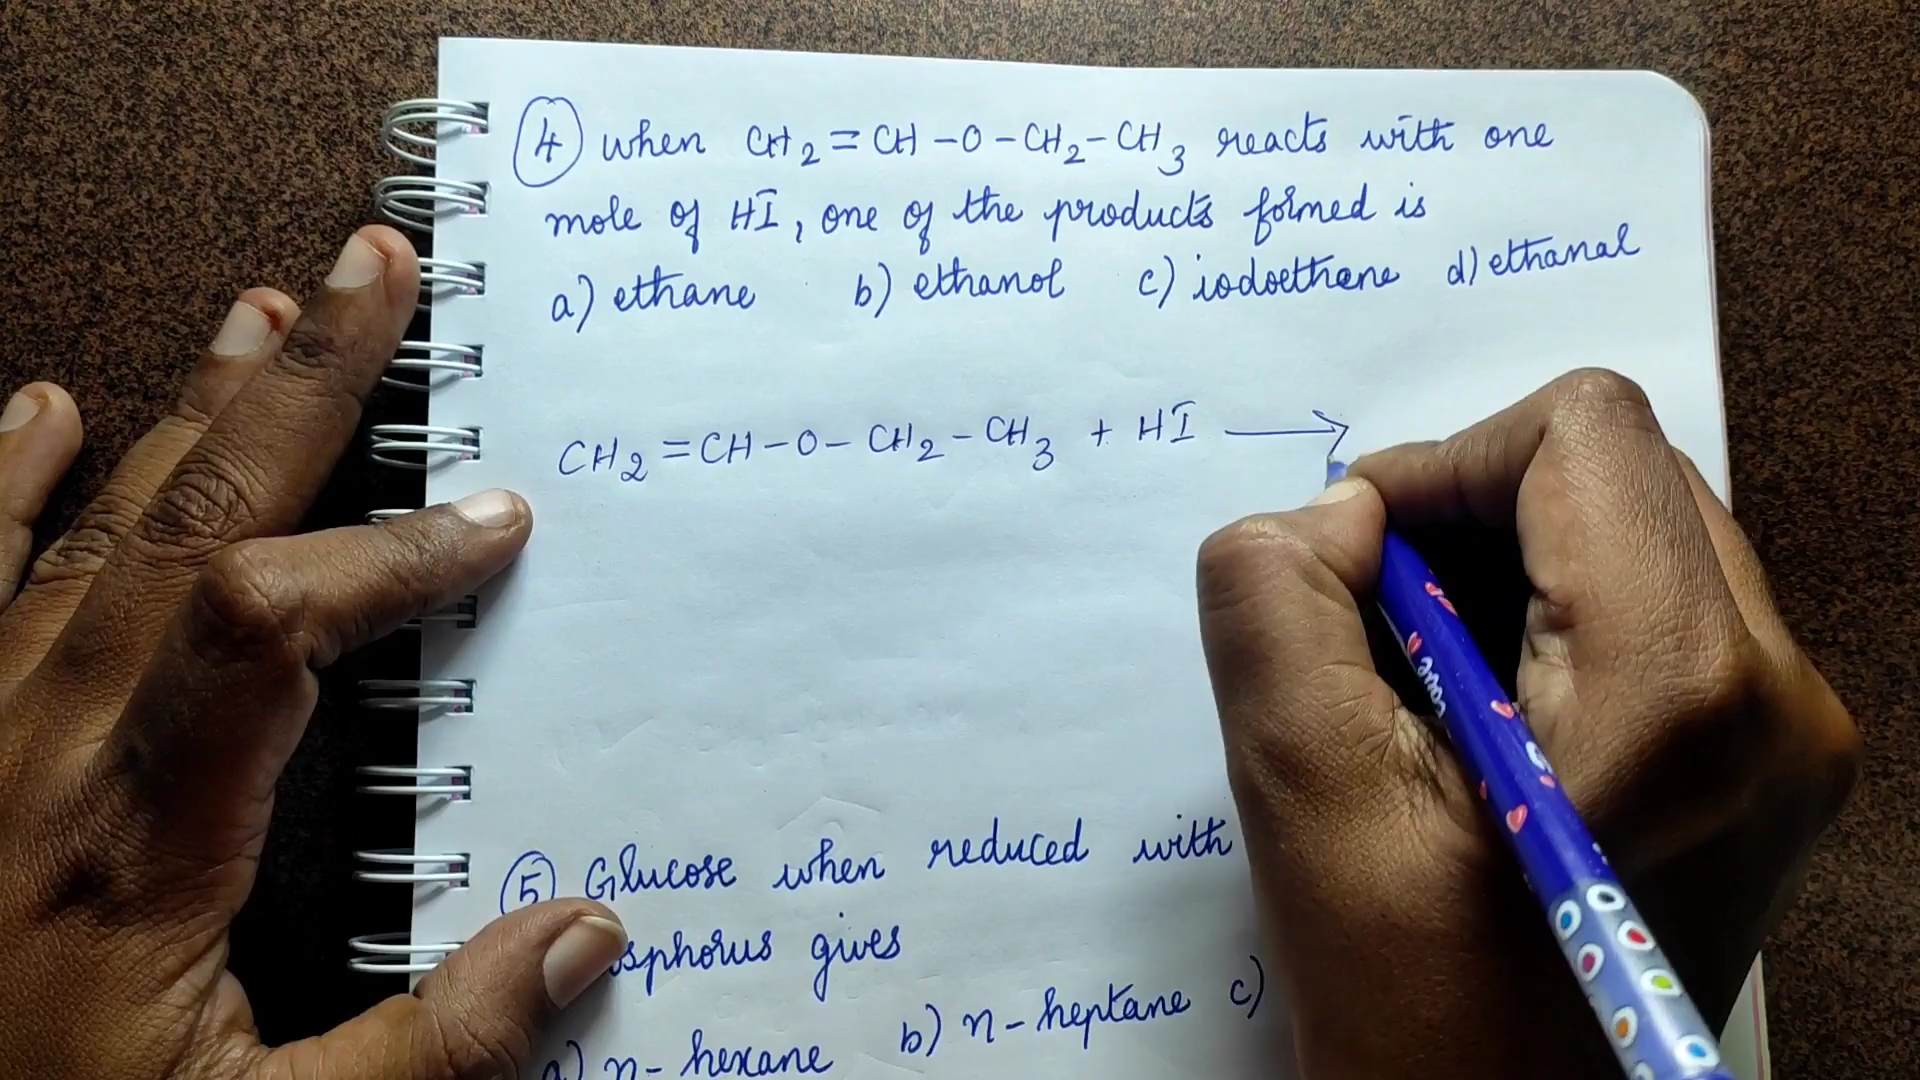 4 when CH2=CH-O-CH2-CH3 reacts with one
mole of HI, one of the products formed is
a) ethane b) ethanol c) iodoethane d) ethanal
CH2=CH-O-CH2-CH3 + HI →
5 Glucose when reduced with
sphorus gives
a) n-hexane b) n-heptane c)